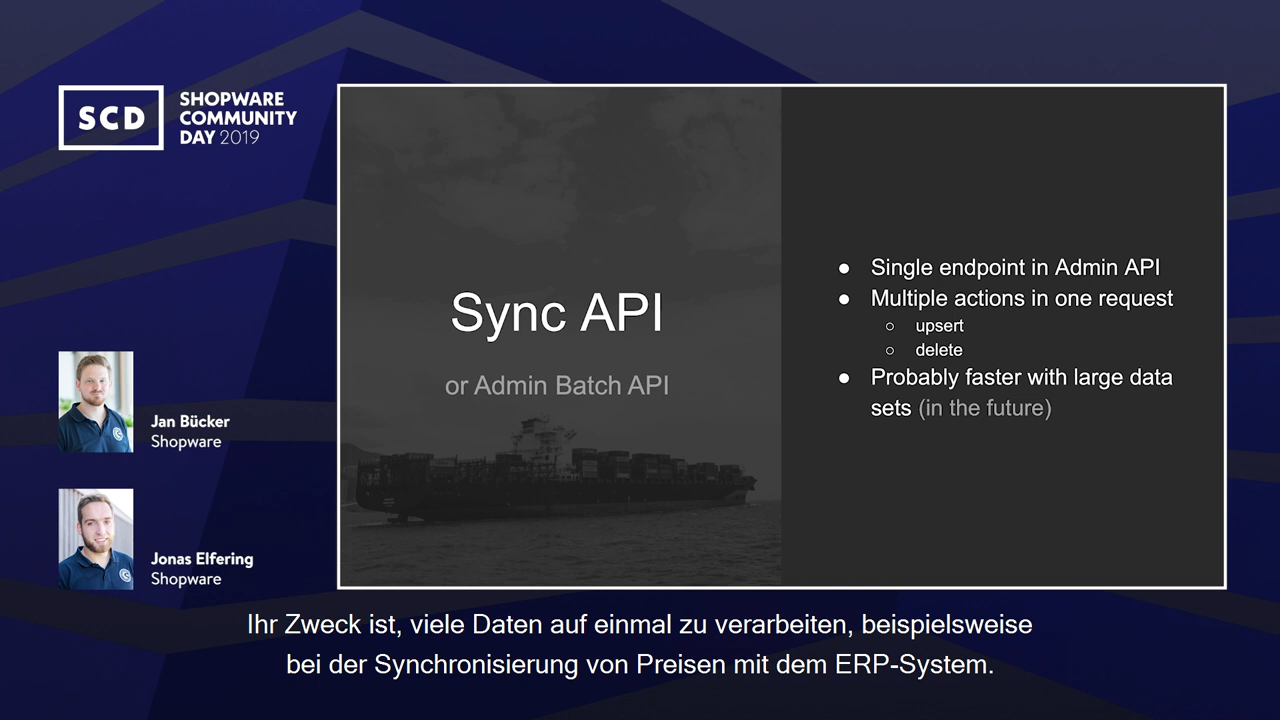 SCD
SHOPWARE
COMMUNITY
DAY 2019
Jan Bücker
Shopware
Jonas Elfering
Shopware
Sync API
or Admin Batch API
● Single endpoint in Admin API
● Multiple actions in one request
○ upsert
○ delete
● Probably faster with large data
sets (in the future)
Ihr Zweck ist, viele Daten auf einmal zu verarbeiten, beispielsweise
bei der Synchronisierung von Preisen mit dem ERP-System.